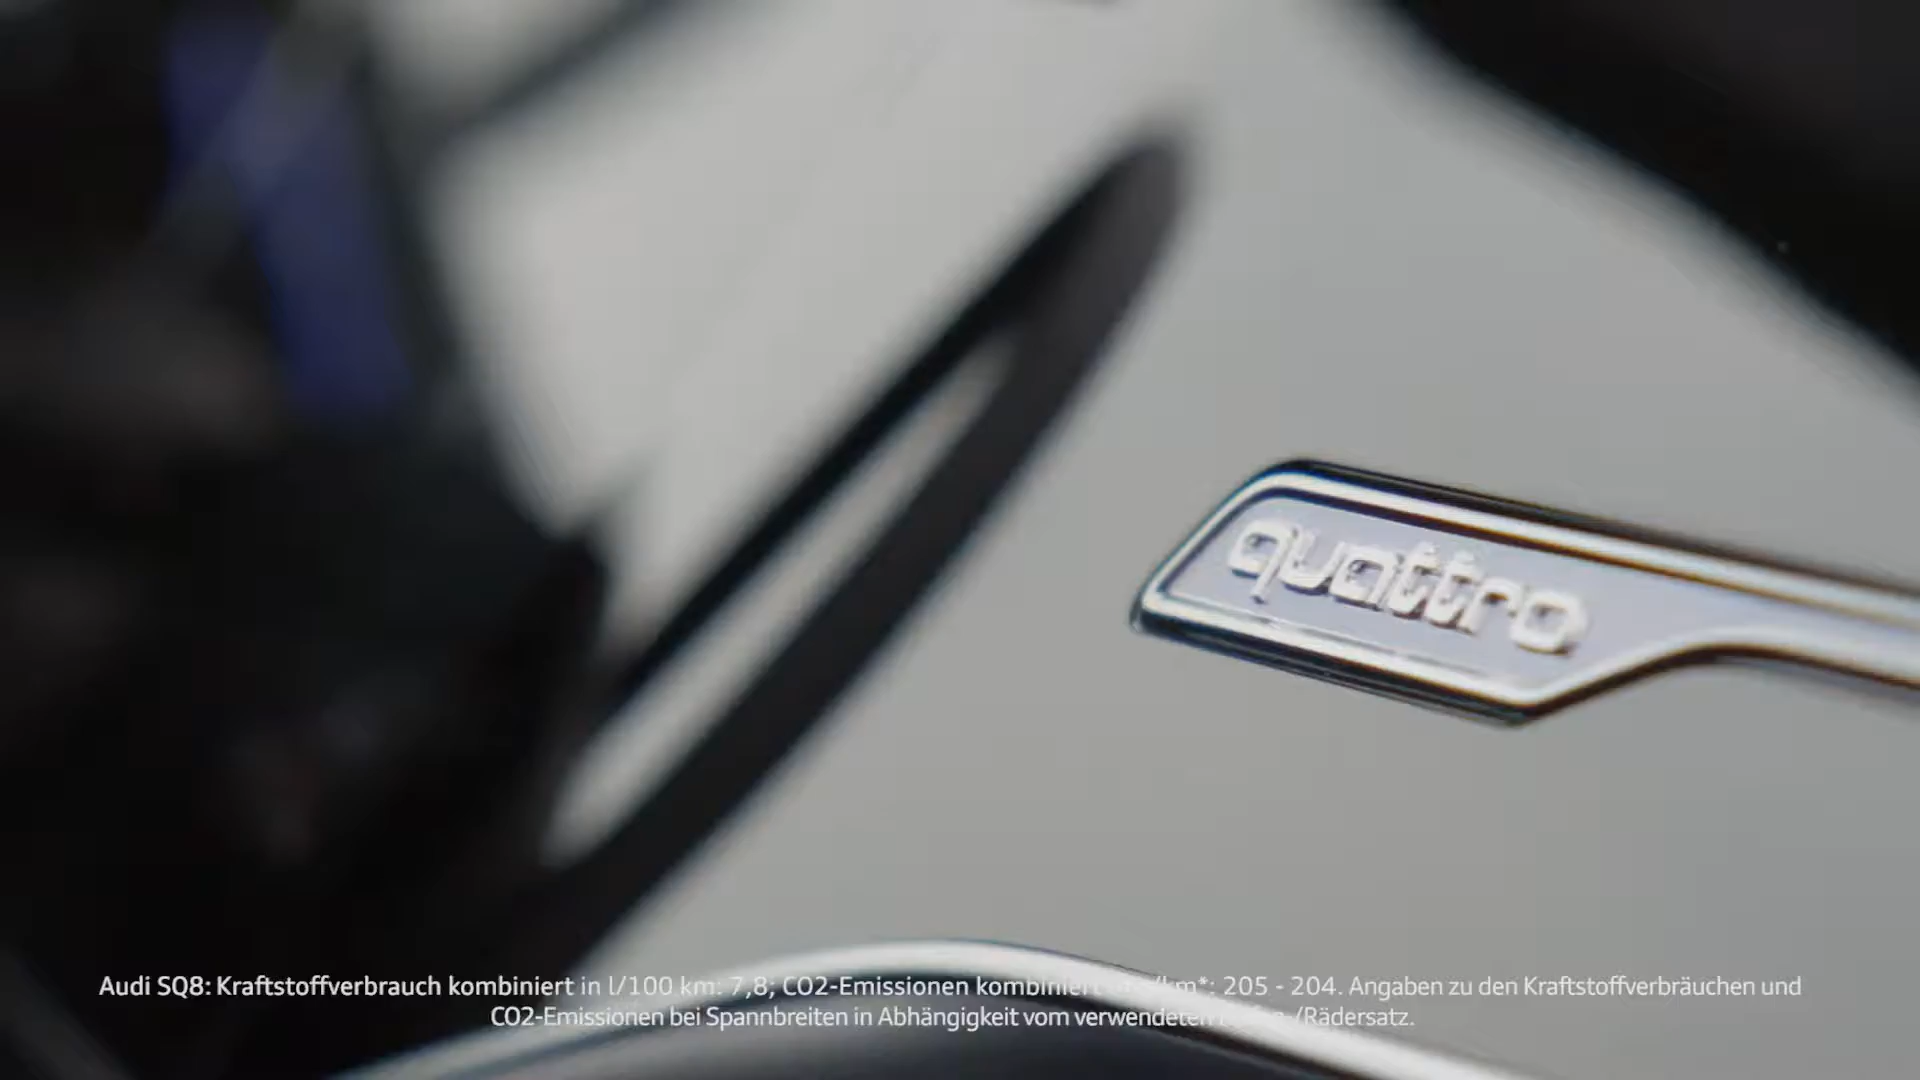 quattro
Audi SQ8: Kraftstoffverbrauch kombiniert in l/100 km: 7,8; CO2-Emissionen kombiniert /km*: 205 - 204. Angaben zu den Kraftstoffverbräuchen und
CO2-Emissionen bei Spannbreiten in Abhängigkeit vom verwendeten /Rädersatz.